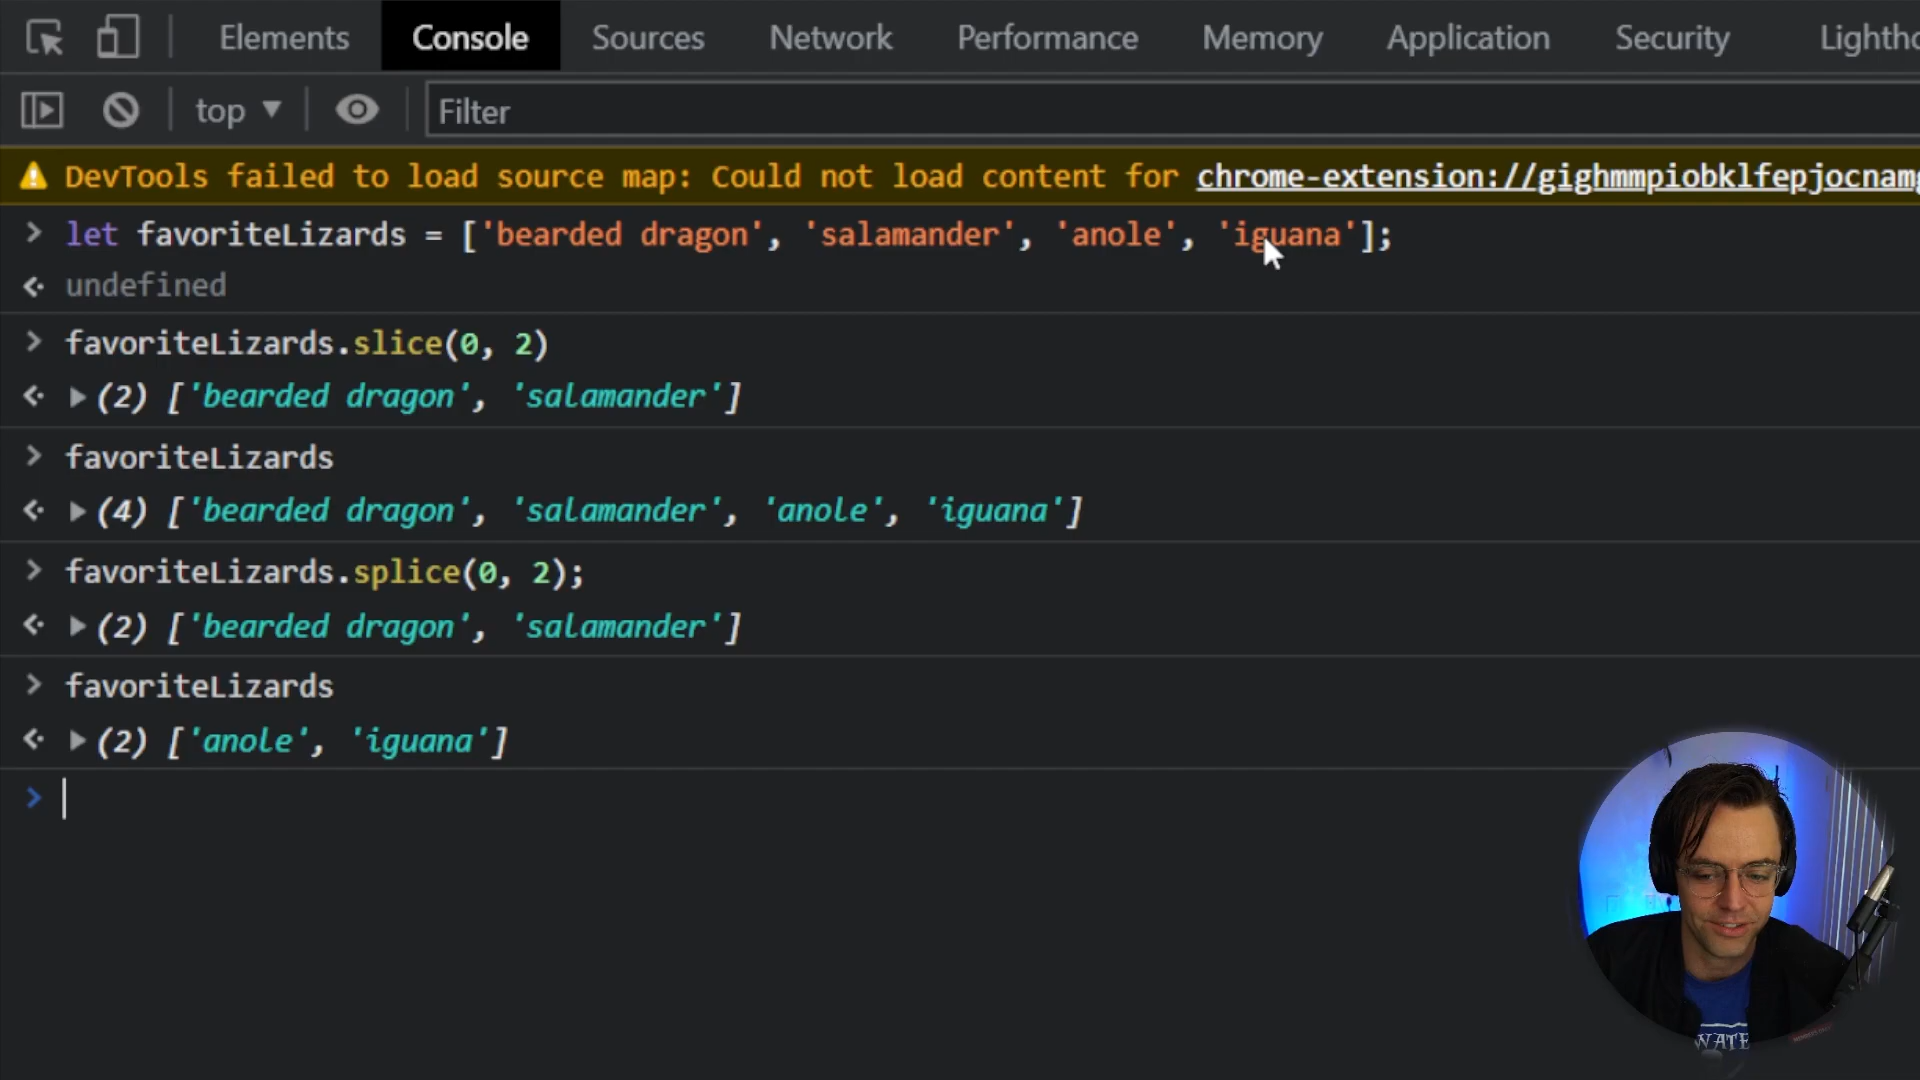 Elements Console Sources Network Performance Memory Application Security Lighthc
top Filter
DevTools failed to load source map: Could not load content for chrome-extension://gighmmpiobklfepjocnamg
> let favoriteLizards = ['bearded dragon', 'salamander', 'anole', 'iguana'];
undefined
> favoriteLizards.slice(0, 2)
(2) ['bearded dragon', 'salamander']
> favoriteLizards
(4) ['bearded dragon', 'salamander', 'anole', 'iguana']
> favoriteLizards.splice(0, 2);
(2) ['bearded dragon', 'salamander']
> favoriteLizards
(2) ['anole', 'iguana']
>
WATE